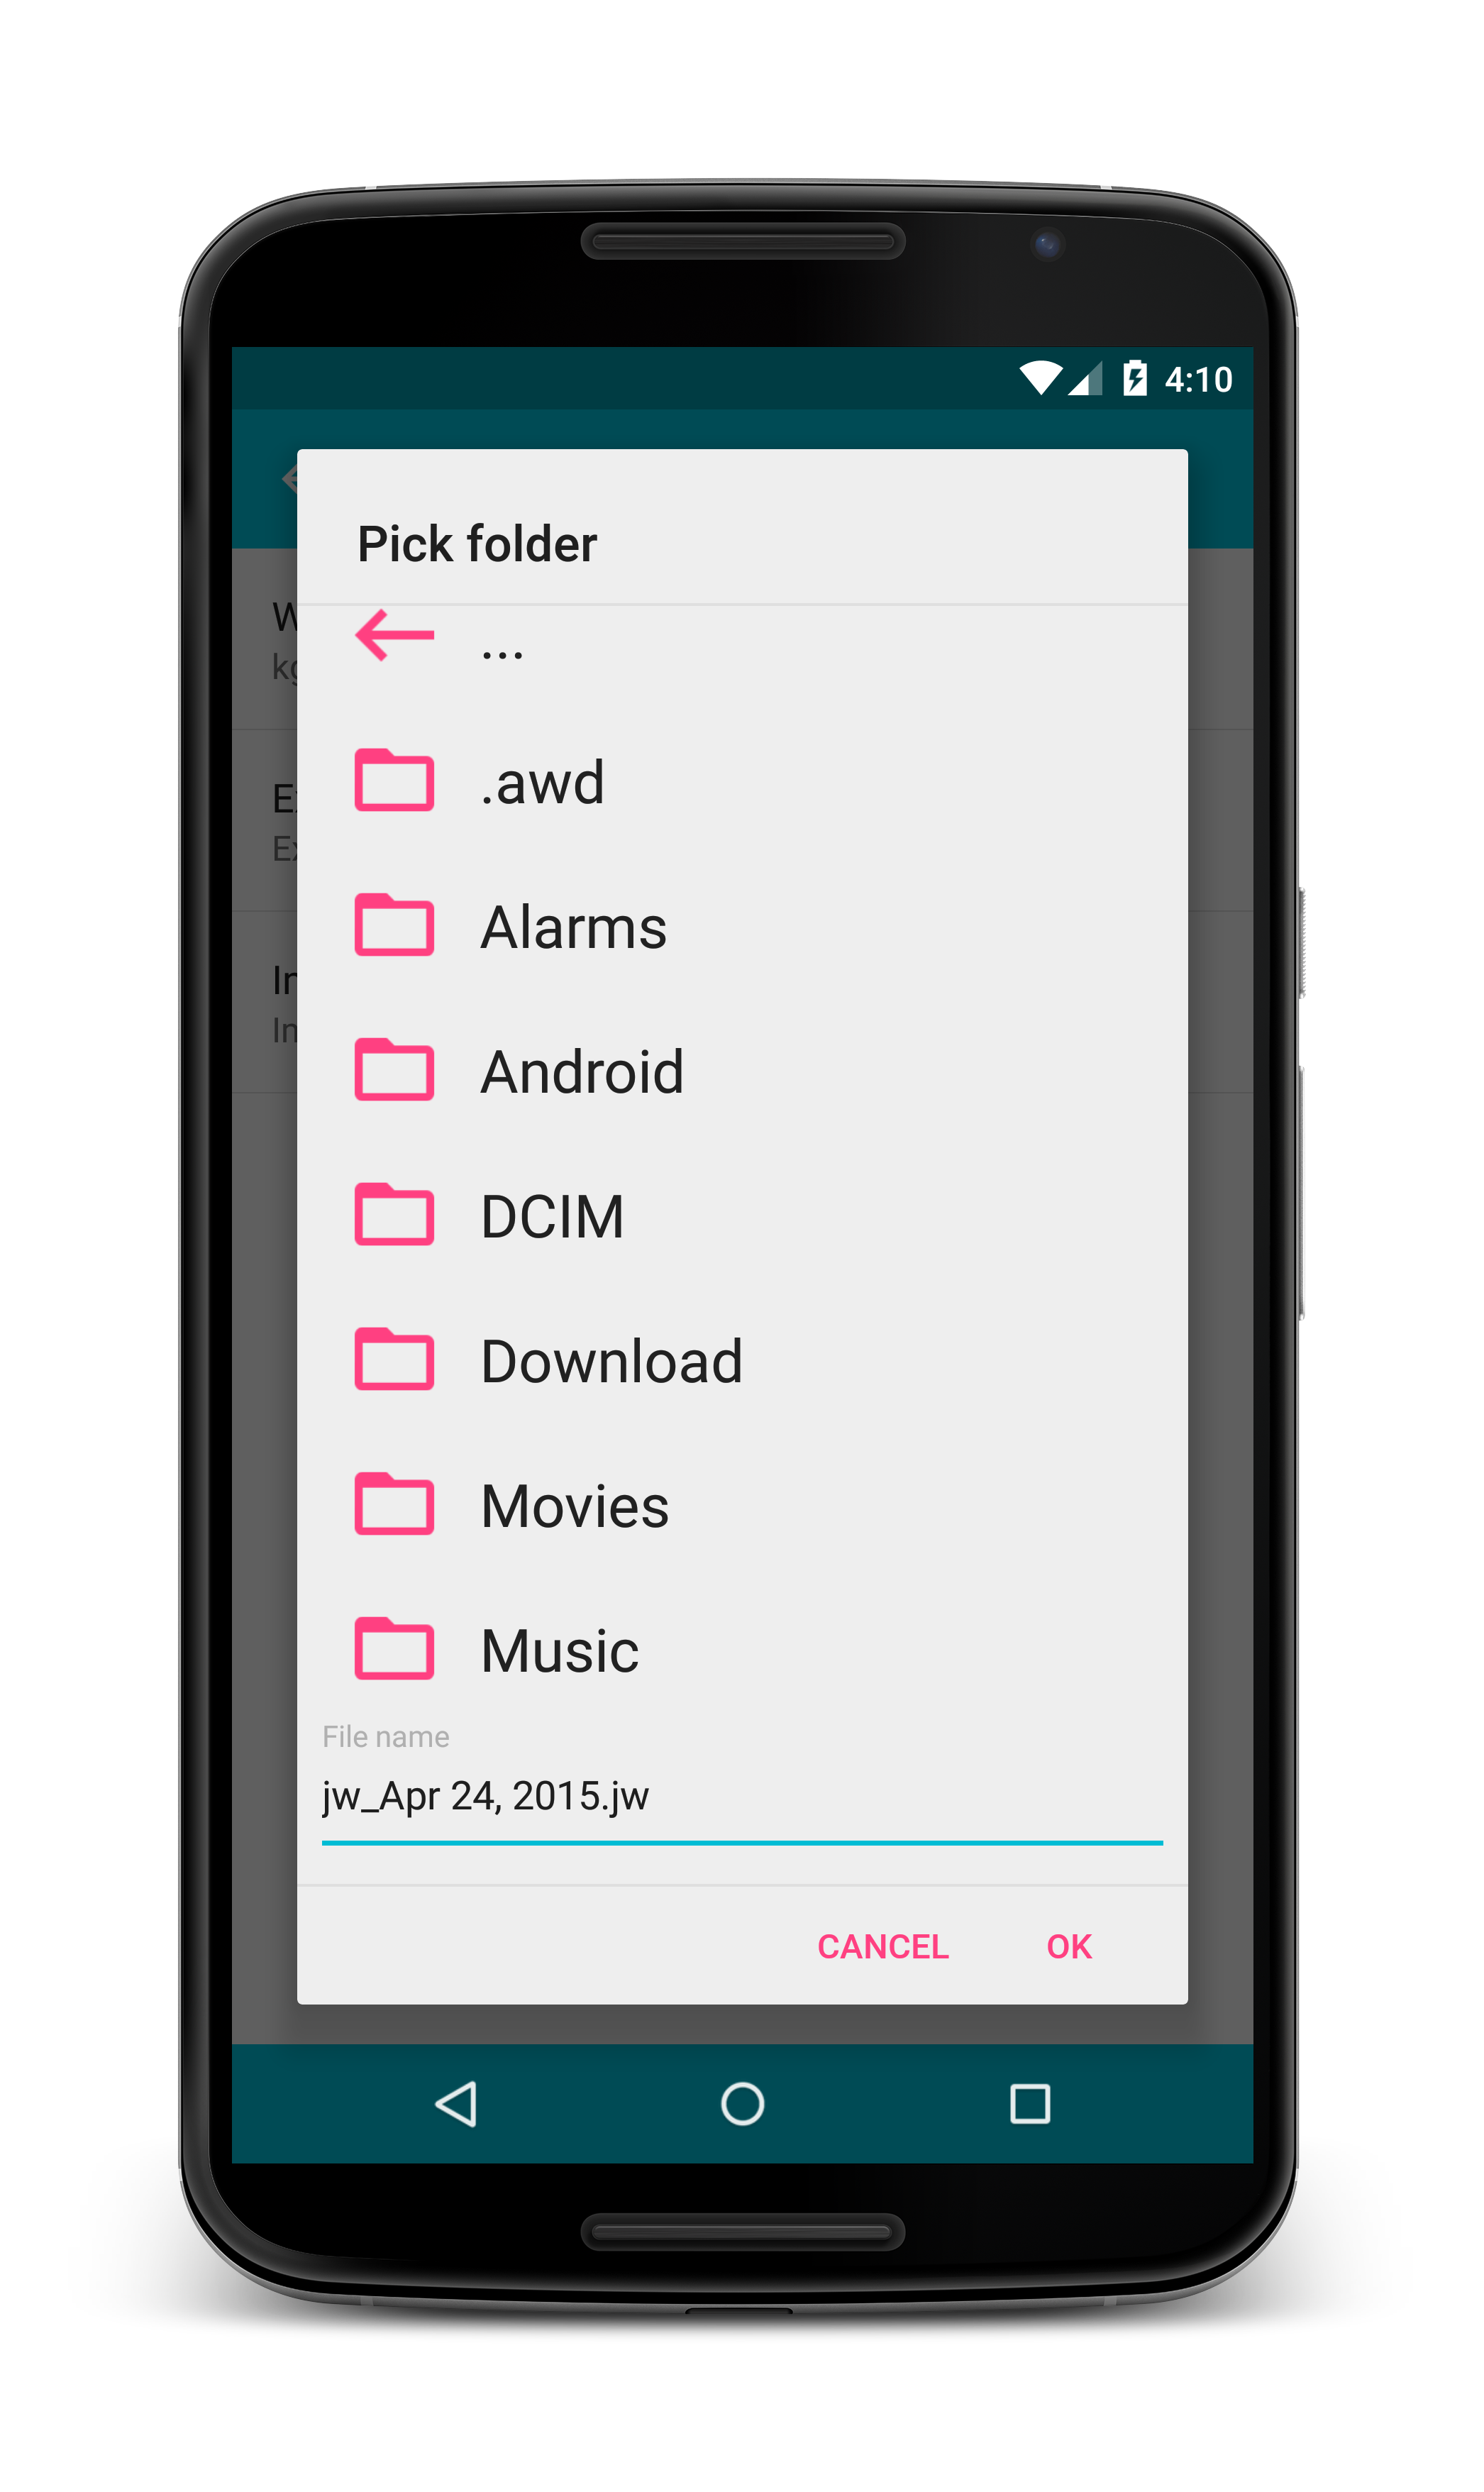 4:10
Pick folder
...
.awd
Alarms
Android
DCIM
Download
Movies
Music
File name
jw_Apr 24, 2015.jw
CANCEL OK